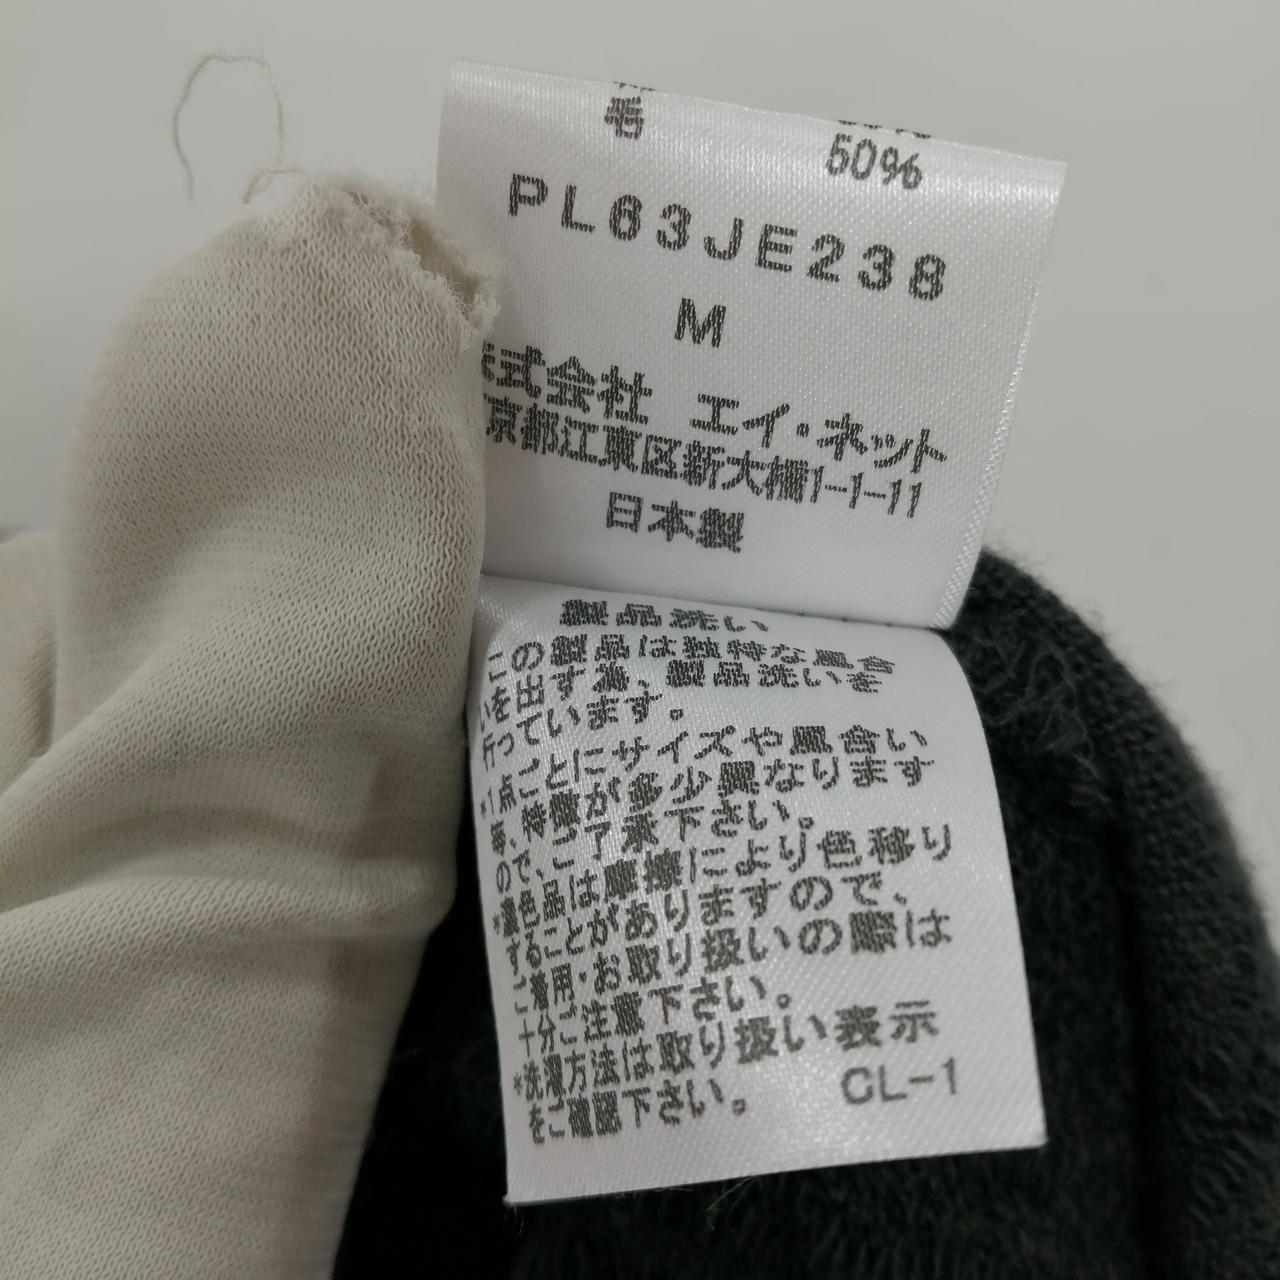 毛 50%
PL63JE238
M
株式会社 エイ・ネット
京都江東区新大橋1-1-11
日本製
製品洗い
この製品は独特な風合
いを出す為、製品洗いを
行っています。
*1点ごとにサイズや風合い
等、特徴が多少異なります
ので、ご了承下さい。
*濃色品は摩擦により色移り
することがありますので、
ご着用・お取り扱いの際は
十分ご注意下さい。
*洗濯方法は取り扱い表示
をご確認下さい。 CL-1